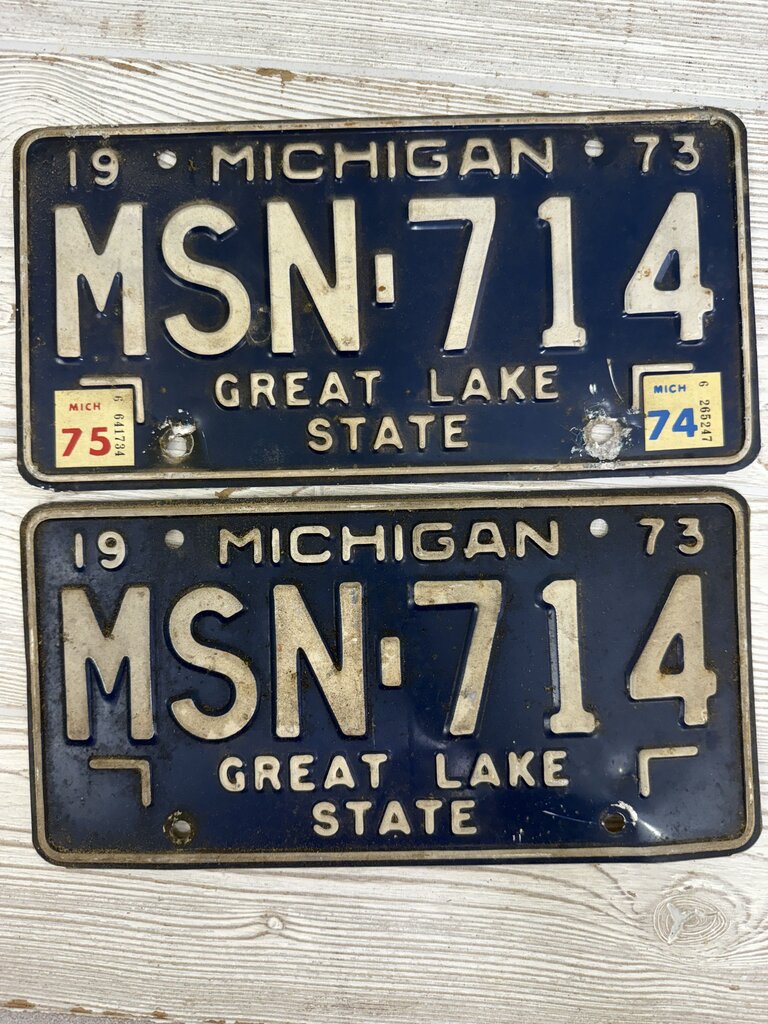 19 MICHIGAN 73
MSN-714
GREAT LAKE
STATE
MICH
75
6 641734
MICH
74
6 265247
19 MICHIGAN 73
MSN-714
GREAT LAKE
STATE